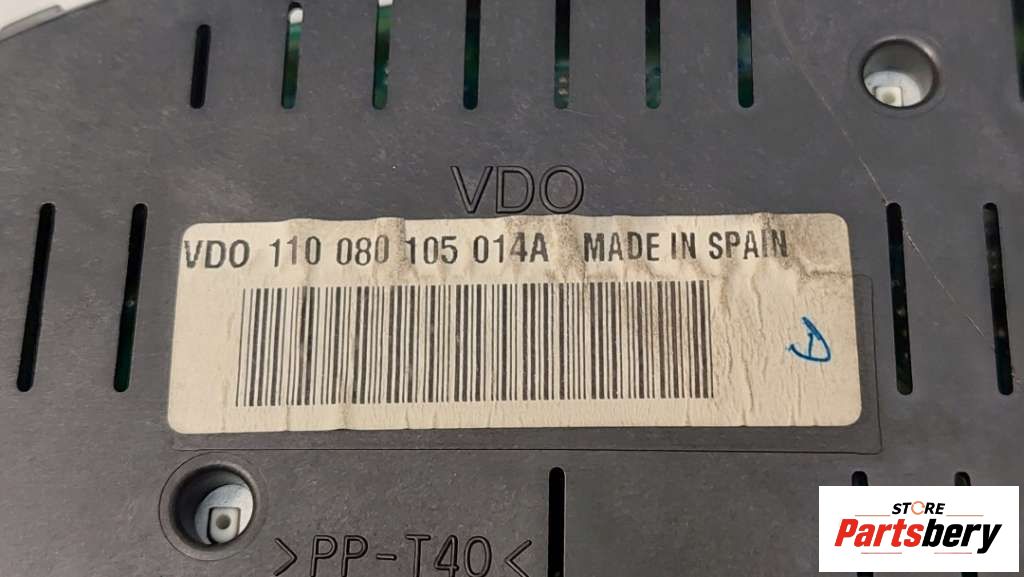 VDO
VDO 110 080 105 014A MADE IN SPAIN
>PP-T40<
STORE
Partsbery